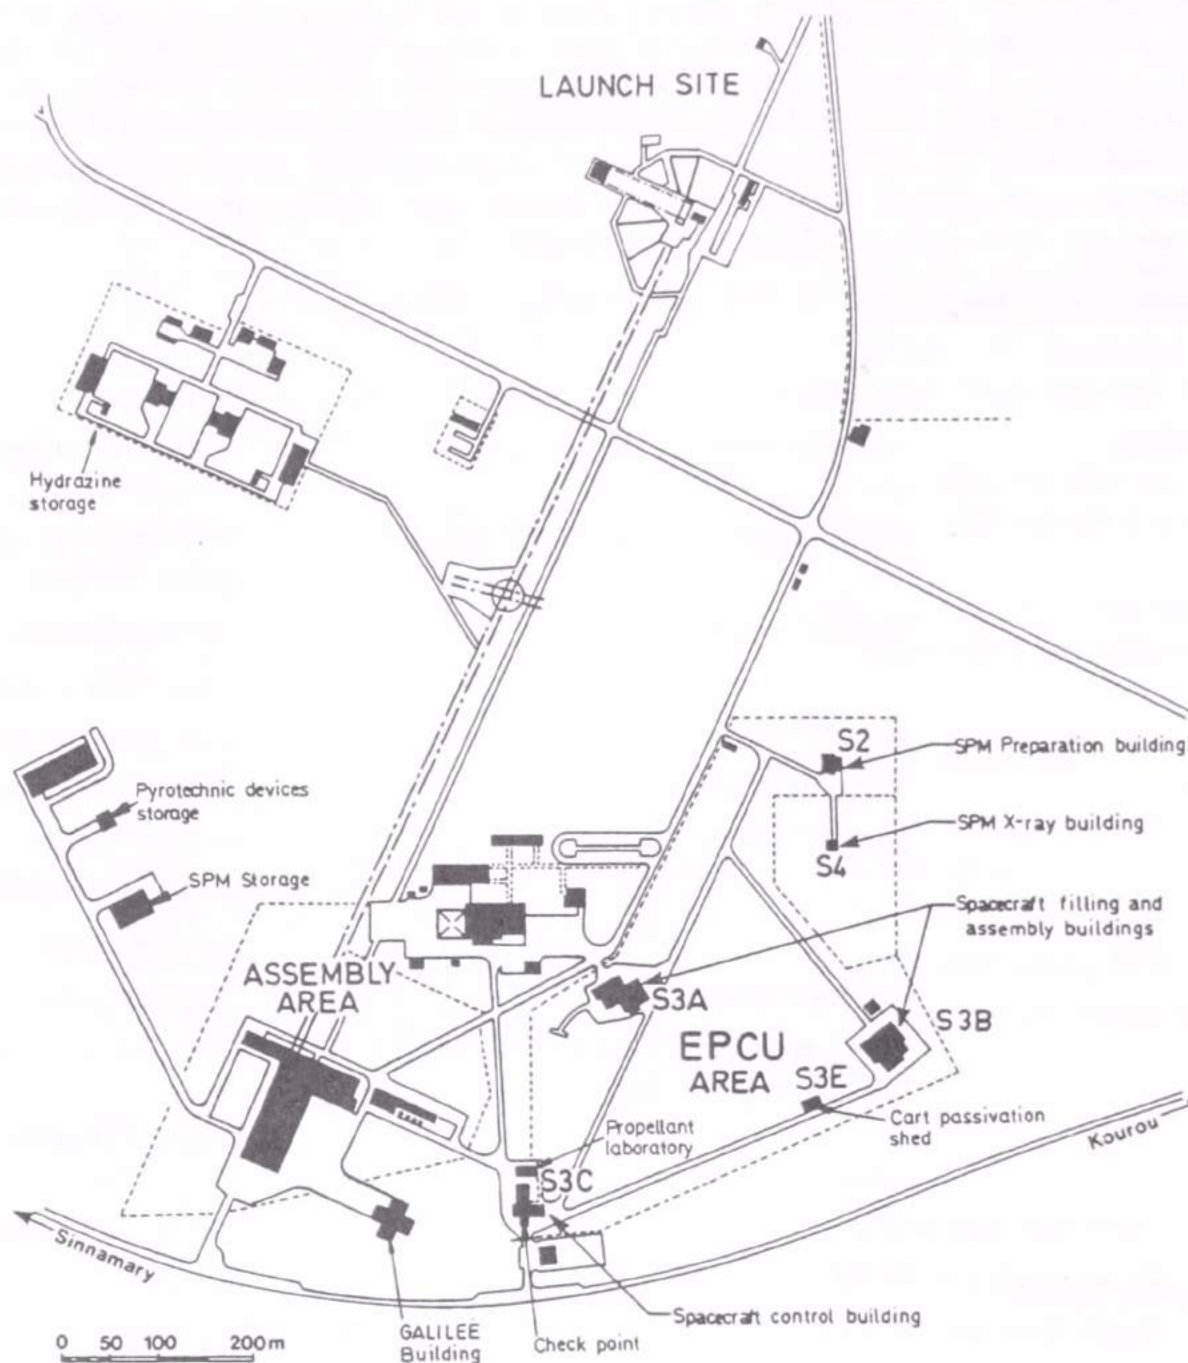 LAUNCH SITE
Hydrazine
storage
S2
SPM Preparation building
Pyrotechnic devices
storage
SPM X-ray building
S4
SPM Storage
Spacecraft filling and
assembly buildings
ASSEMBLY
AREA
S3A
S3B
EPCU
AREA
S3E
Cart passivation
shed
Propellant
laboratory
Kourou
S3C
Sinnamary
Spacecraft control building
GALILEE
Building
Check point
0 50 100 200m